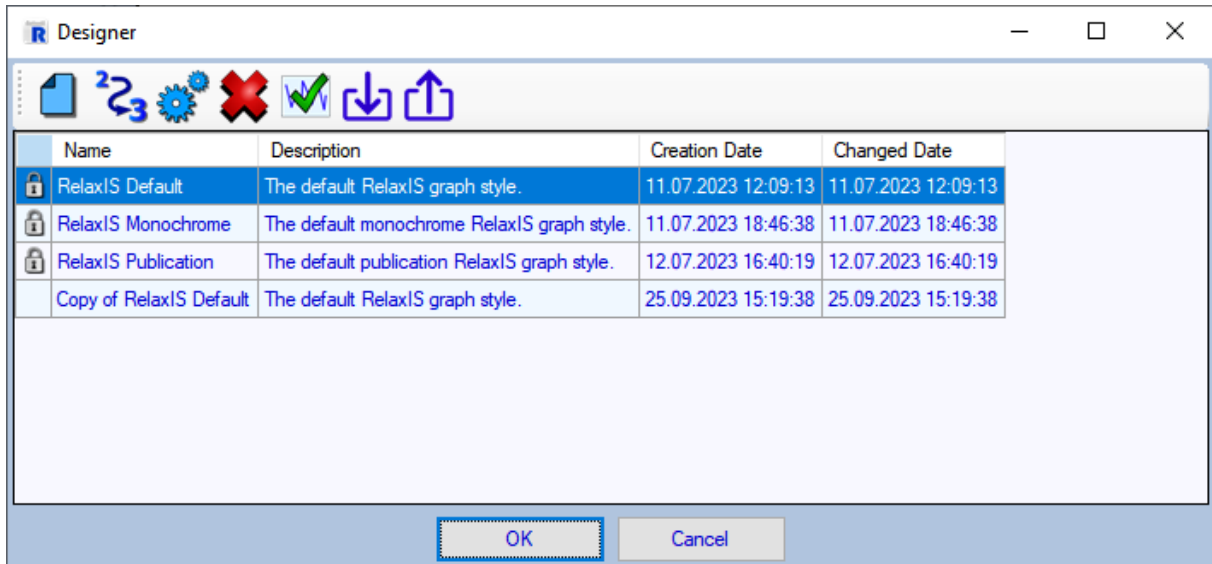 Designer
Name Description Creation Date Changed Date
RelaxIS Default The default RelaxIS graph style. 11.07.2023 12:09:13 11.07.2023 12:09:13
RelaxIS Monochrome The default monochrome RelaxIS graph style. 11.07.2023 18:46:38 11.07.2023 18:46:38
RelaxIS Publication The default publication RelaxIS graph style. 12.07.2023 16:40:19 12.07.2023 16:40:19
Copy of RelaxIS Default The default RelaxIS graph style. 25.09.2023 15:19:38 25.09.2023 15:19:38
OK Cancel